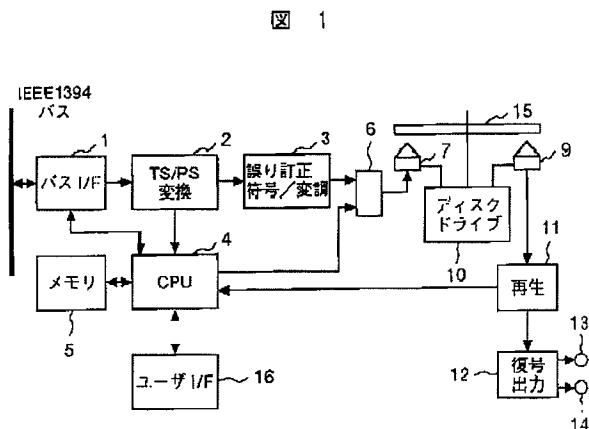 図 1
IEEE1394
バス
1
2
3
6
7
15
9
バス I/F
TS/PS
変換
誤り訂正
符号/変調
ディスク
ドライブ
10
4
メモリ
5
CPU
11
再生
13
ユーザ I/F
16
12
復号
出力
14